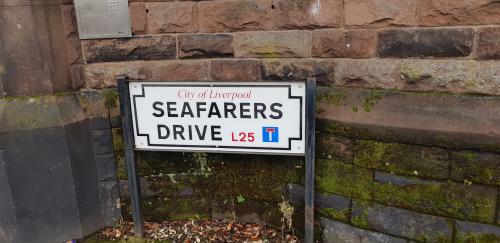 City of Liverpool
SEAFARERS
DRIVE L25